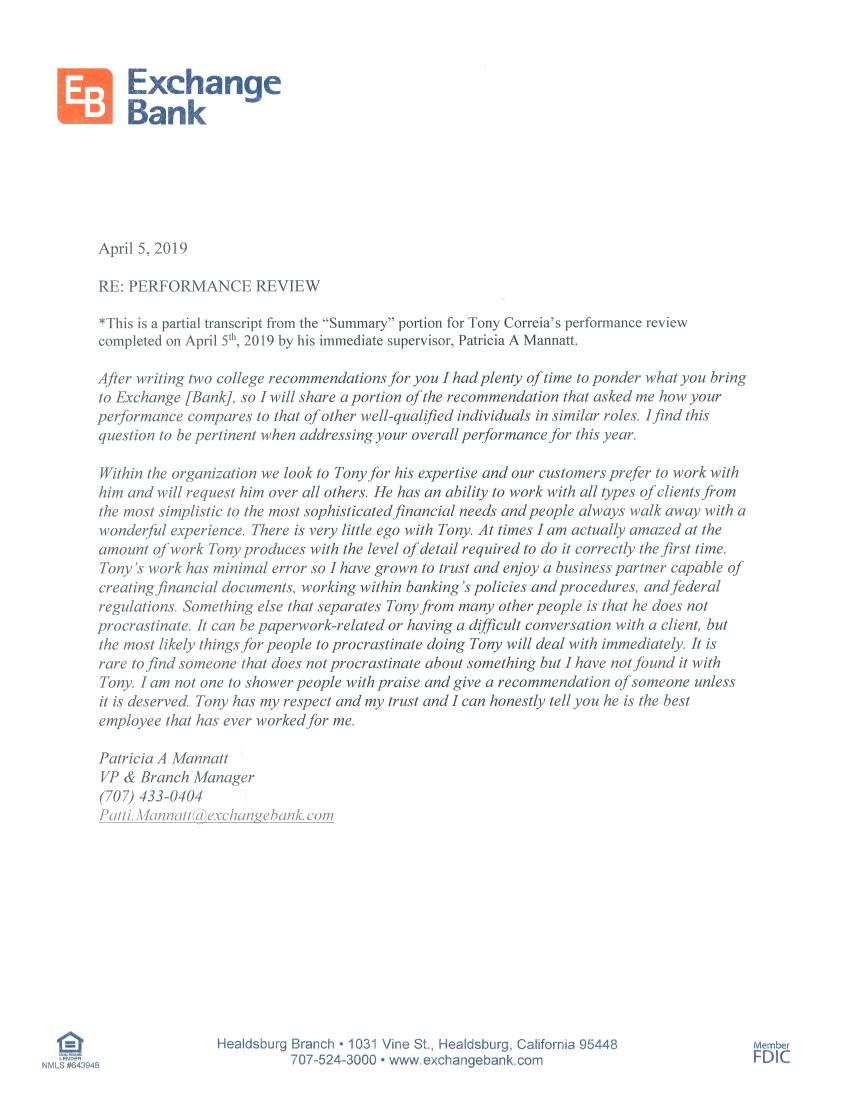 EB Exchange
Bank
April 5, 2019
RE: PERFORMANCE REVIEW
*This is a partial transcript from the “Summary” portion for Tony Correia’s performance review
completed on April 5th, 2019 by his immediate supervisor, Patricia A Mannatt.
After writing two college recommendations for you I had plenty of time to ponder what you bring
to Exchange [Bank], so I will share a portion of the recommendation that asked me how your
performance compares to that of other well-qualified individuals in similar roles. I find this
question to be pertinent when addressing your overall performance for this year.
Within the organization we look to Tony for his expertise and our customers prefer to work with
him and will request him over all others. He has an ability to work with all types of clients from
the most simplistic to the most sophisticated financial needs and people always walk away with a
wonderful experience. There is very little ego with Tony. At times I am actually amazed at the
amount of work Tony produces with the level of detail required to do it correctly the first time.
Tony’s work has minimal error so I have grown to trust and enjoy a business partner capable of
creating financial documents, working within banking’s policies and procedures, and federal
regulations. Something else that separates Tony from many other people is that he does not
procrastinate. It can be paperwork-related or having a difficult conversation with a client, but
the most likely things for people to procrastinate doing Tony will deal with immediately. It is
rare to find someone that does not procrastinate about something but I have not found it with
Tony. I am not one to shower people with praise and give a recommendation of someone unless
it is deserved. Tony has my respect and my trust and I can honestly tell you he is the best
employee that has ever worked for me.
Patricia A Mannatt
VP & Branch Manager
(707) 433-0404
Patti.Mannatt@exchangebank.com
LENDER
NMLS #643948
Healdsburg Branch • 1031 Vine St., Healdsburg, California 95448
707-524-3000 • www.exchangebank.com
Member
FDIC